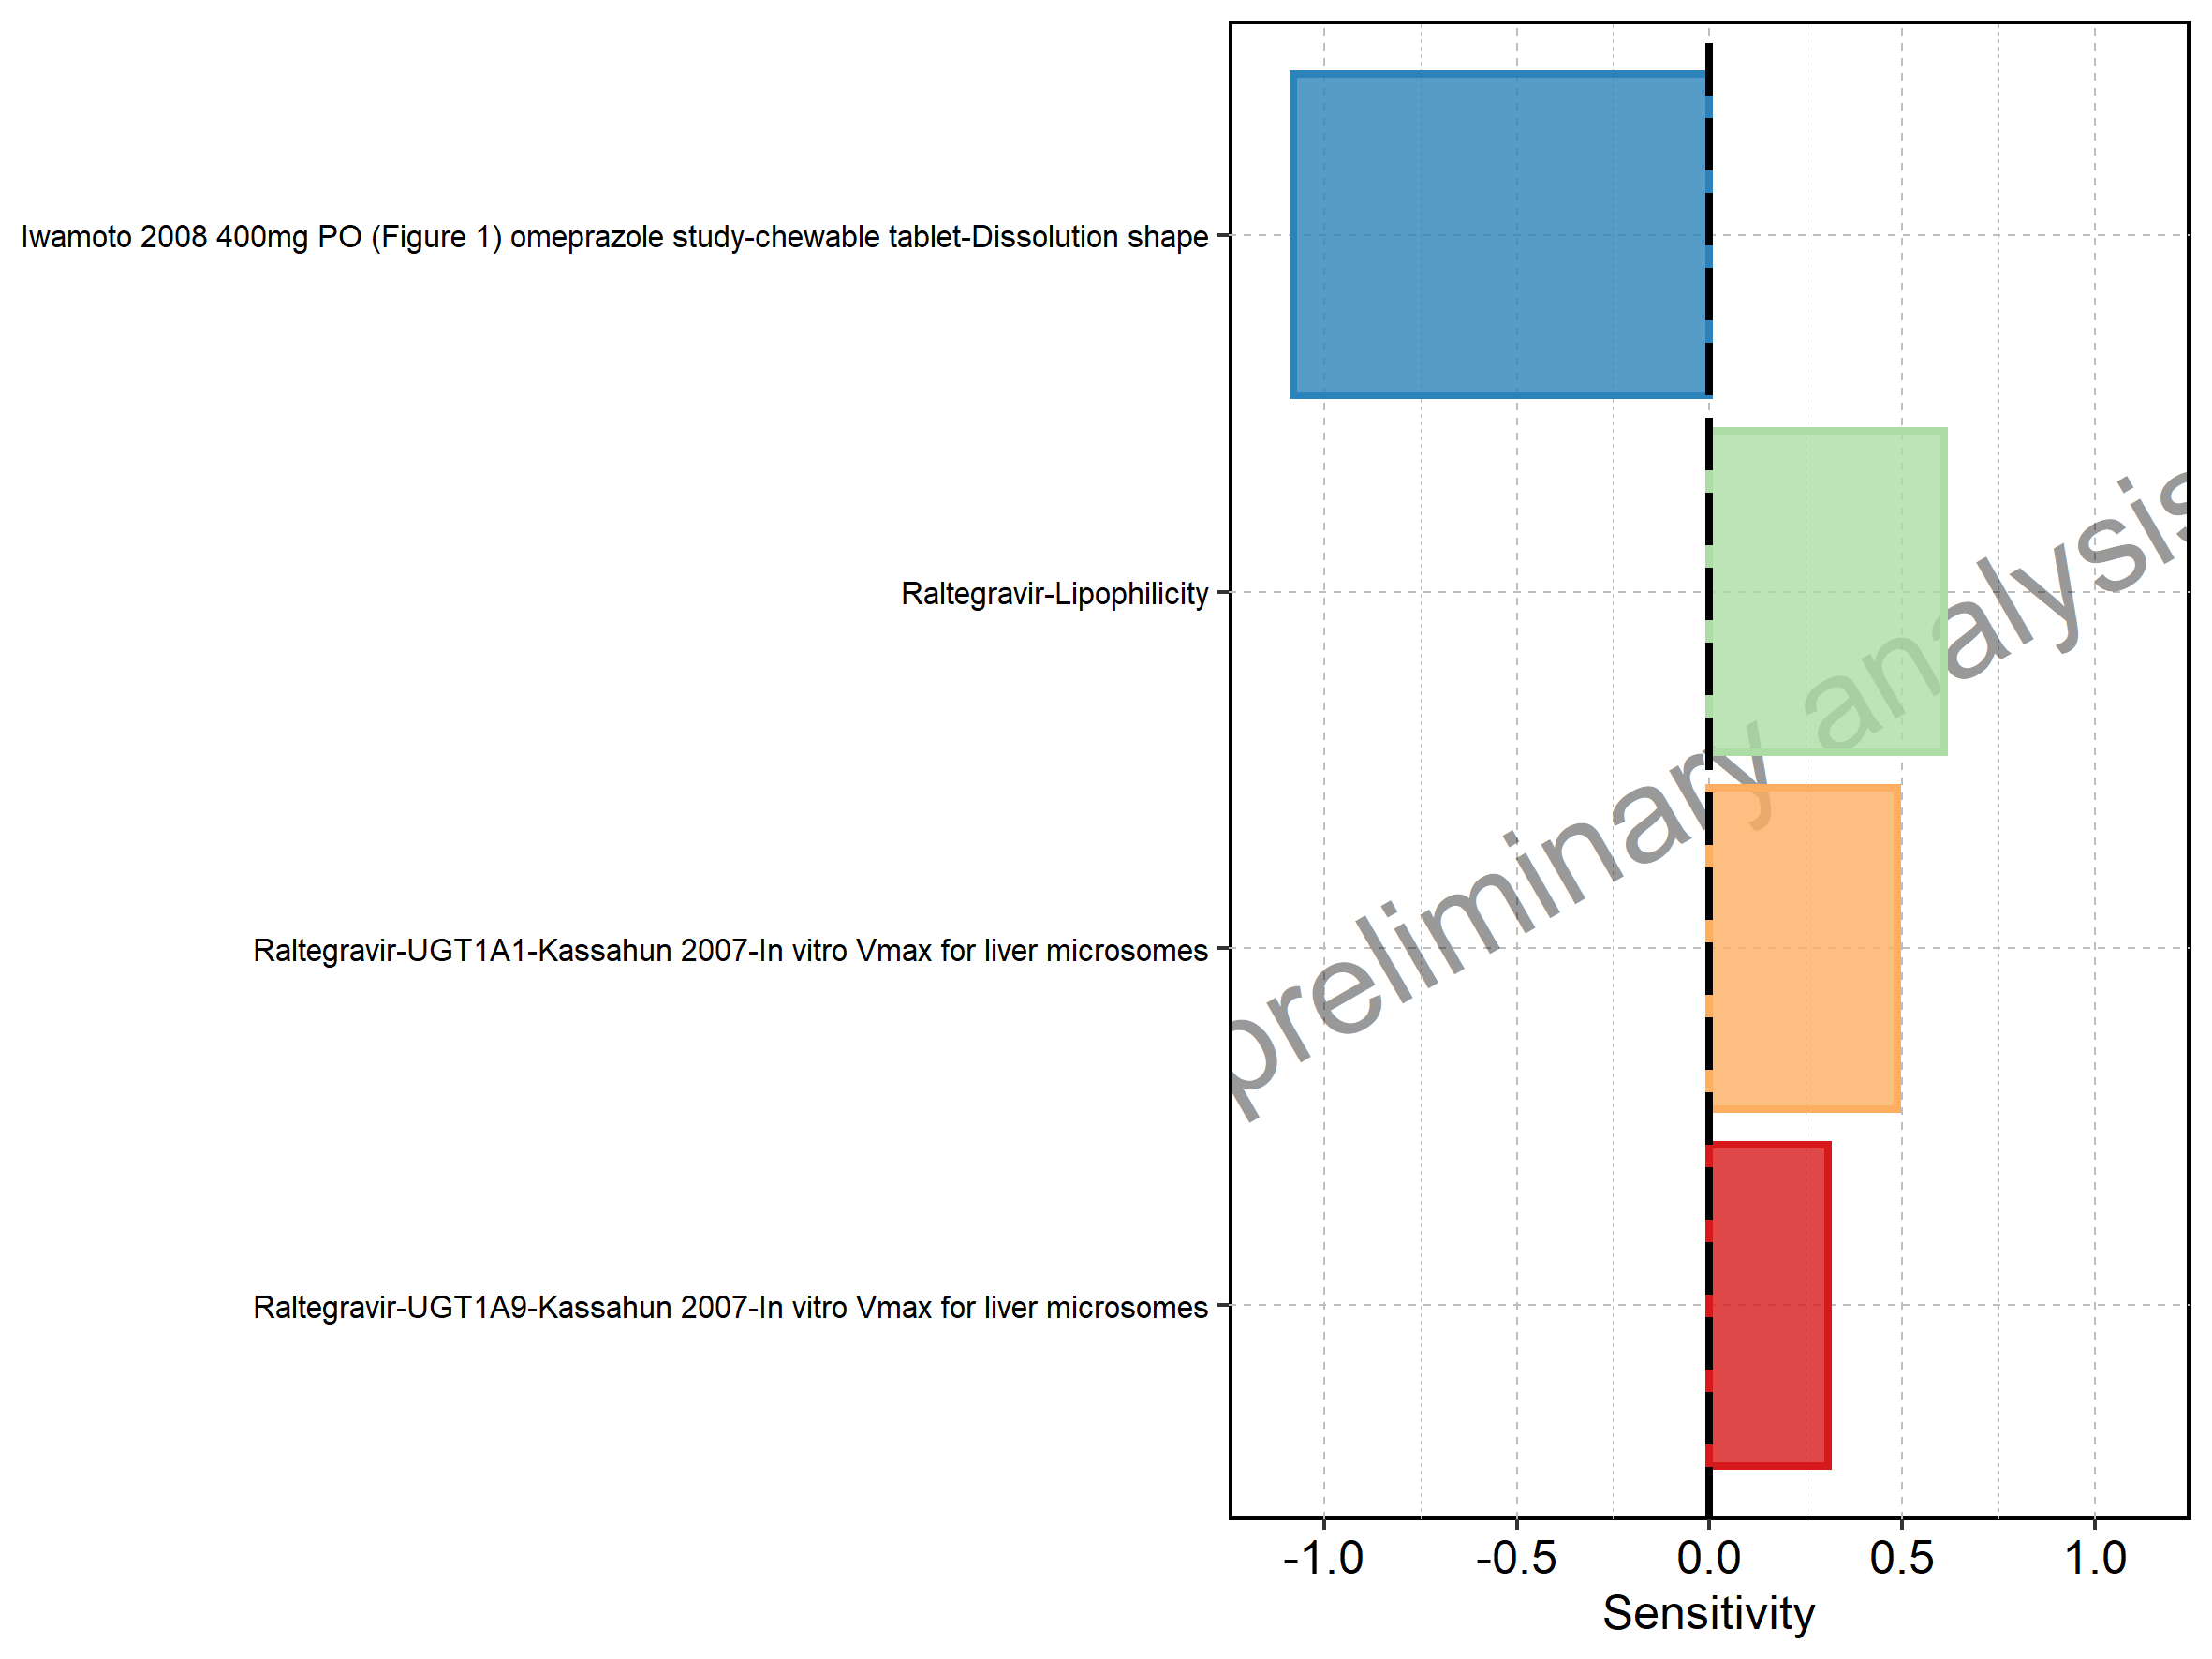 Iwamoto 2008 400mg PO (Figure 1) omeprazole study-chewable tablet-Dissolution shape
Raltegravir-Lipophilicity
preliminary analysis
Raltegravir-UGT1A1-Kassahun 2007-In vitro Vmax for liver microsomes
Raltegravir-UGT1A9-Kassahun 2007-In vitro Vmax for liver microsomes
-1.0 -0.5 0.0 0.5 1.0
Sensitivity